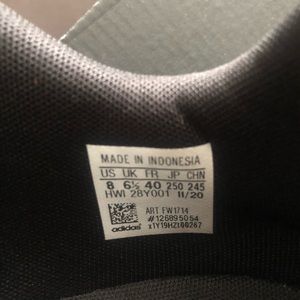 MADE IN INDONESIA
US UK FR JP CHN
8 6½ 40 250 245
HWI 28Y001 11/20
ART FW1714
#126895054
x1Y19HZt00267
adidas